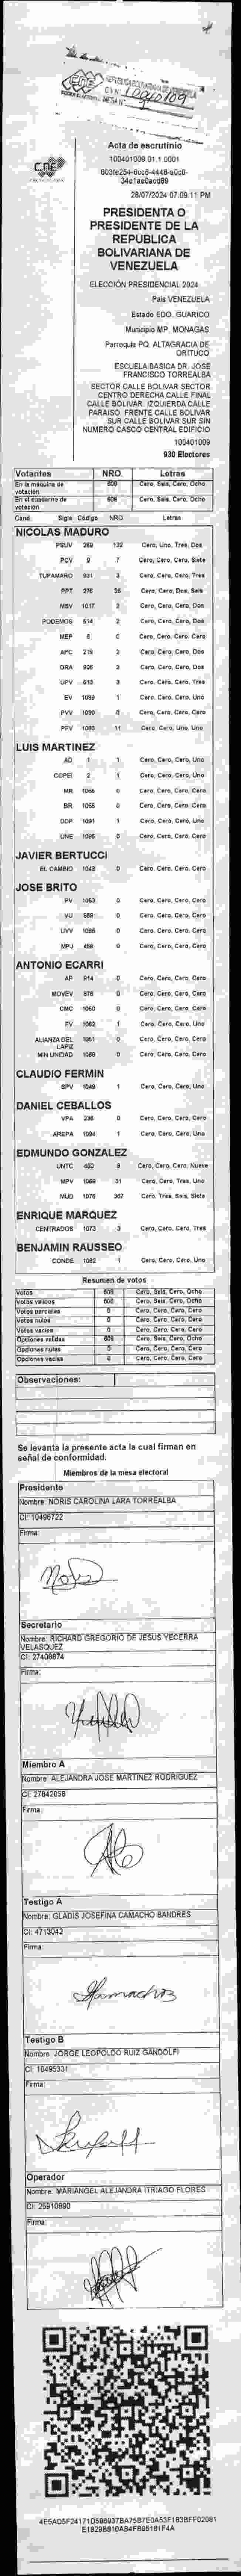 Acta de escrutinio
100401009.01.1.0001
28/07/2024 07:09:11 PM
PRESIDENTA O
PRESIDENTE DE LA
REPUBLICA
BOLIVARIANA DE
VENEZUELA
ELECCIÓN PRESIDENCIAL 2024
País VENEZUELA
Estado EDO. GUARICO
Municipio MP. MONAGAS
Parroquia PQ. ALTAGRACIA DE
ORITUCO
ESCUELA BASICA DR. JOSE
FRANCISCO TORREALBA
SECTOR CALLE BOLIVAR SECTOR
CENTRO DERECHA CALLE FINAL
CALLE BOLIVAR. IZQUIERDA CALLE
PARAISO. FRENTE CALLE BOLIVAR
SUR CALLE BOLIVAR SUR SIN
NUMERO CASCO CENTRAL EDIFICIO
100401009
930 Electores
Votantes NRO. Letras
En la máquina de votación 608 Cero, Seis, Cero, Ocho
En el cuaderno de votación 608 Cero, Seis, Cero, Ocho
Cand. Sigla Código NRO. Letras
NICOLAS MADURO
PSUV 269 132 Cero, Uno, Tres, Dos
PCV 9 7 Cero, Cero, Cero, Siete
TUPAMARO 931 3 Cero, Cero, Cero, Tres
PPT 276 26 Cero, Cero, Dos, Seis
MSV 1017 2 Cero, Cero, Cero, Dos
PODEMOS 514 2 Cero, Cero, Cero, Dos
MEP 5 0 Cero, Cero, Cero, Cero
APC 219 2 Cero, Cero, Cero, Dos
ORA 906 2 Cero, Cero, Cero, Dos
UPV 613 3 Cero, Cero, Cero, Tres
EV 1089 1 Cero, Cero, Cero, Uno
PVV 1090 0 Cero, Cero, Cero, Cero
PFV 1083 11 Cero, Cero, Uno, Uno
LUIS MARTINEZ
AD 1 1 Cero, Cero, Cero, Uno
COPEI 2 1 Cero, Cero, Cero, Uno
MR 1066 0 Cero, Cero, Cero, Cero
BR 1058 0 Cero, Cero, Cero, Cero
DDP 1091 1 Cero, Cero, Cero, Uno
UNE 1095 0 Cero, Cero, Cero, Cero
JAVIER BERTUCCI
EL CAMBIO 1048 0 Cero, Cero, Cero, Cero
JOSE BRITO
PV 1053 0 Cero, Cero, Cero, Cero
VU 0 Cero, Cero, Cero, Cero
UVV 1096 0 Cero, Cero, Cero, Cero
MPJ 458 0 Cero, Cero, Cero, Cero
ANTONIO ECARRI
AP 914 0 Cero, Cero, Cero, Cero
MOVEV 876 0 Cero, Cero, Cero, Cero
CMC 1060 0 Cero, Cero, Cero, Cero
FV 1062 1 Cero, Cero, Cero, Uno
ALIANZA DEL LAPIZ 1061 0 Cero, Cero, Cero, Cero
MIN UNIDAD 1088 0 Cero, Cero, Cero, Cero
CLAUDIO FERMIN
SPV 1049 1 Cero, Cero, Cero, Uno
DANIEL CEBALLOS
VPA 236 0 Cero, Cero, Cero, Cero
AREPA 1094 1 Cero, Cero, Cero, Uno
EDMUNDO GONZALEZ
UNTC 450 9 Cero, Cero, Cero, Nueve
MPV 1069 31 Cero, Cero, Tres, Uno
MUD 1075 367 Cero, Tres, Seis, Siete
ENRIQUE MARQUEZ
CENTRADOS 1073 3 Cero, Cero, Cero, Tres
BENJAMIN RAUSSEO
CONDE 1082 1 Cero, Cero, Cero, Uno
Resumen de votos
Votos 608 Cero, Seis, Cero, Ocho
Votos válidos 608 Cero, Seis, Cero, Ocho
Votos parciales 0 Cero, Cero, Cero, Cero
Votos nulos 0 Cero, Cero, Cero, Cero
Votos vacíos 0 Cero, Cero, Cero, Cero
Opciones válidas 608 Cero, Seis, Cero, Ocho
Opciones nulas 0 Cero, Cero, Cero, Cero
Opciones vacías 0 Cero, Cero, Cero, Cero
Observaciones:
Se levanta la presente acta la cual firman en
señal de conformidad.
Miembros de la mesa electoral
Presidente
Nombre: NORIS CAROLINA LARA TORREALBA
CI: 10495722
Firma:
Secretario
Nombre: RICHARD GREGORIO DE JESUS YECERRA
VELASQUEZ
CI: 27408874
Firma:
Miembro A
Nombre: ALEJANDRA JOSE MARTINEZ RODRIGUEZ
CI: 27842058
Firma:
Testigo A
Nombre: GLADIS JOSEFINA CAMACHO BANDRES
CI: 4713042
Firma:
Testigo B
Nombre: JORGE LEOPOLDO RUIZ GANDOLFI
CI: 10495331
Firma:
Operador
Nombre: MARIANGEL ALEJANDRA ITRIAGO FLORES
CI: 25910890
Firma: